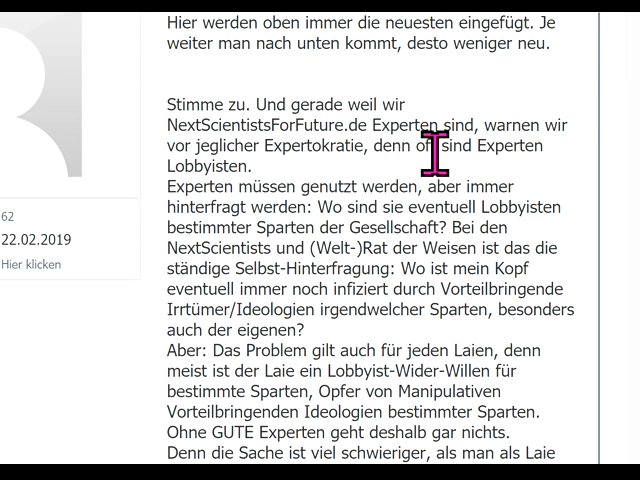 Hier werden oben immer die neuesten eingefügt. Je
weiter man nach unten kommt, desto weniger neu.
Stimme zu. Und gerade weil wir
NextScientistsForFuture.de Experten sind, warnen wir
vor jeglicher Expertokratie, denn oft sind Experten
Lobbyisten.
Experten müssen genutzt werden, aber immer
hinterfragt werden: Wo sind sie eventuell Lobbyisten
bestimmter Sparten der Gesellschaft? Bei den
NextScientists und (Welt-)Rat der Weisen ist das die
ständige Selbst-Hinterfragung: Wo ist mein Kopf
eventuell immer noch infiziert durch Vorteilbringende
Irrtümer/Ideologien irgendwelcher Sparten, besonders
auch der eigenen?
Aber: Das Problem gilt auch für jeden Laien, denn
meist ist der Laie ein Lobbyist-Wider-Willen für
bestimmte Sparten, Opfer von Manipulativen
Vorteilbringenden Ideologien bestimmter Sparten.
Ohne GUTE Experten geht deshalb gar nichts.
Denn die Sache ist viel schwieriger, als man als Laie
62
22.02.2019
Hier klicken